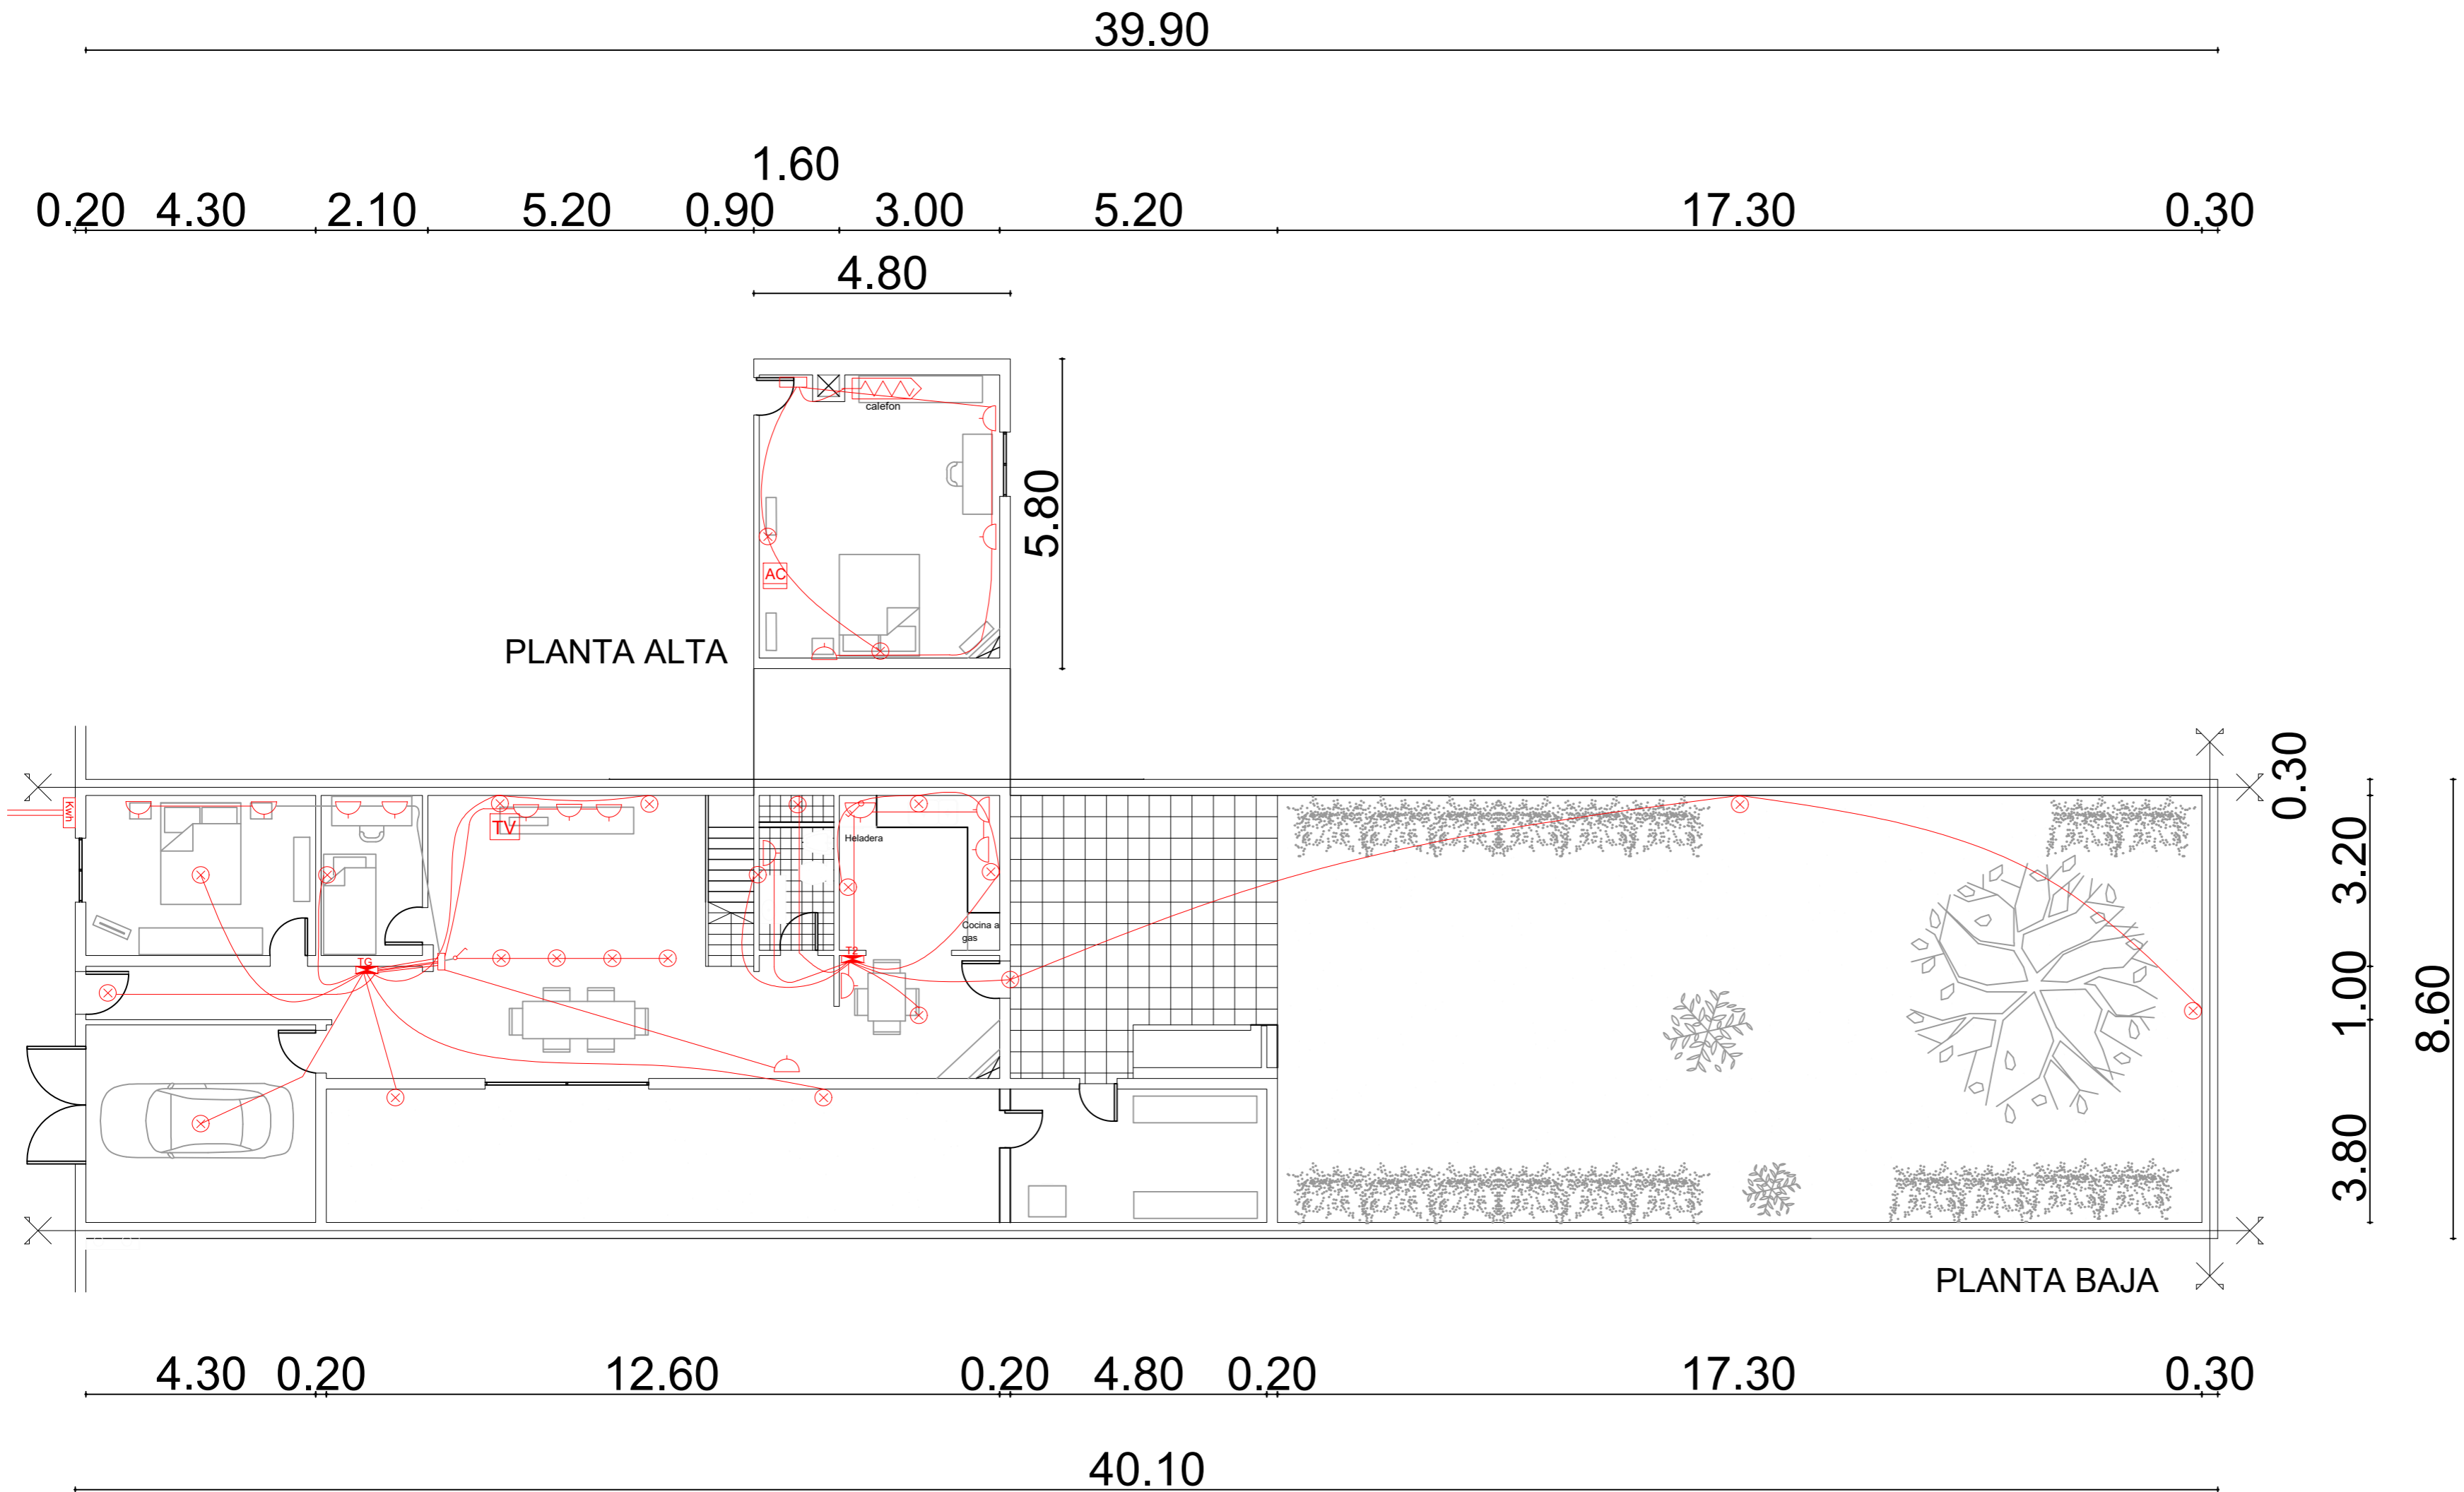 39.90
1.60
0.20 4.30 2.10 5.20 0.90 3.00 5.20 17.30 0.30
4.80
calefon
5.80
AC
PLANTA ALTA
0.30
Kwh
TV
Heladera
3.20
Cocina a
gas
TG
T2
1.00
8.60
3.80
PLANTA BAJA
4.30 0.20 12.60 0.20 4.80 0.20 17.30 0.30
40.10